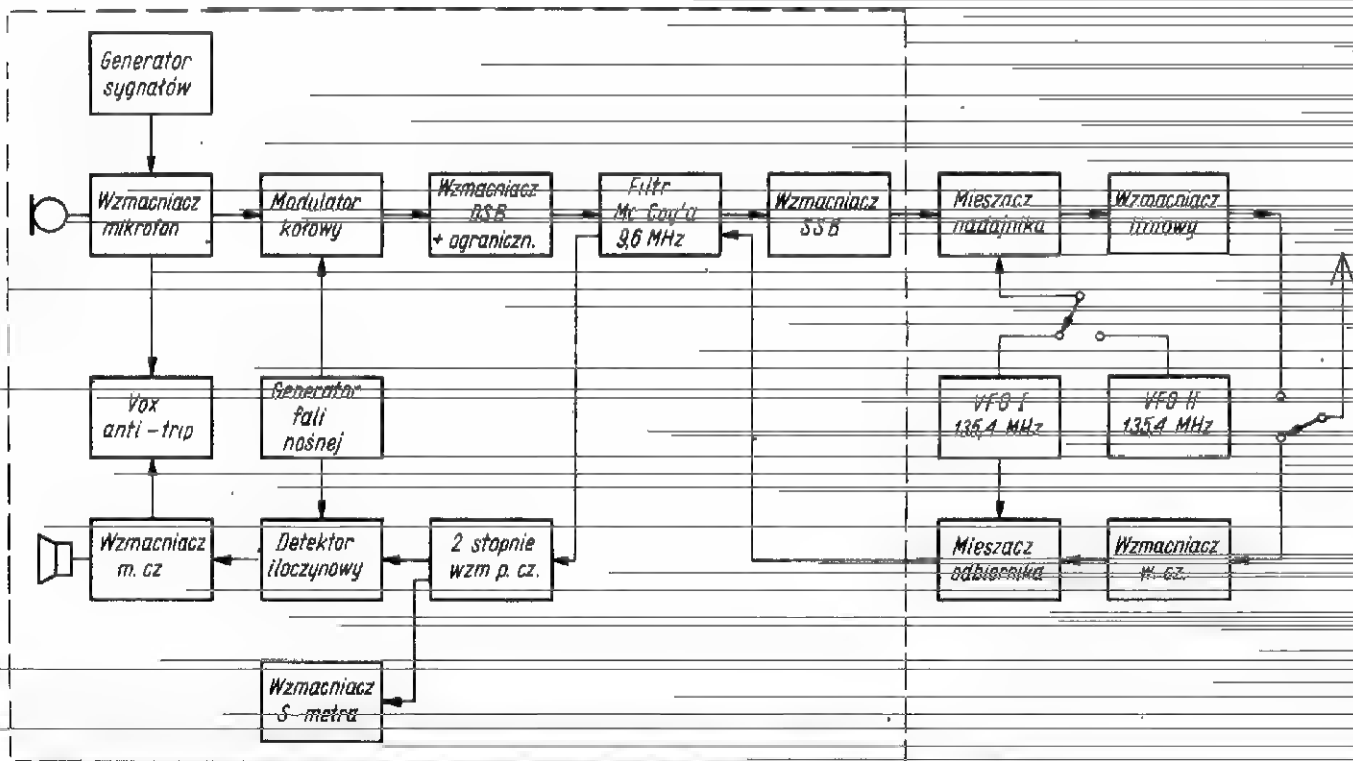 Generator
sygnałów
Wzmacniacz
mikrofon
Modulator
kołowy
Wzmacniacz
DSB
+ ograniczn.
Filtr
Mc Coy'a
9,6 MHz
Wzmacniacz
SSB
Mieszacz
nadajnika
Wzmacniacz
liniowy
Vox
anti-trip
Generator
fali
nośnej
VFO I
135,4 MHz
VFO II
135,4 MHz
Wzmacniacz
m. cz
Detektor
iloczynowy
2 stopnie
wzm p. cz.
Mieszacz
odbiornika
Wzmacniacz
w. cz.
Wzmacniacz
S-metra